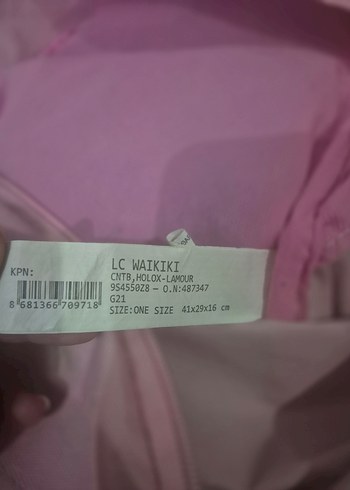 KPN:
8 681366 709718
LC WAIKIKI
CNTB,HOLOX-LAMOUR
9S4550Z8 – O.N:487347
G21
SIZE:ONE SIZE 41x29x16 cm